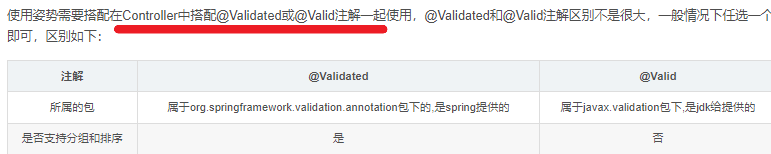 使用姿势需要搭配在Controller中搭配@Validated或@Valid注解一起使用，@Validated和@Valid注解区别不是很大，一般情况下任选一个
即可，区别如下：
注解 @Validated @Valid
所属的包 属于org.springframework.validation.annotation包下的,是spring提供的 属于javax.validation包下,是jdk给提供的
是否支持分组和排序 是 否